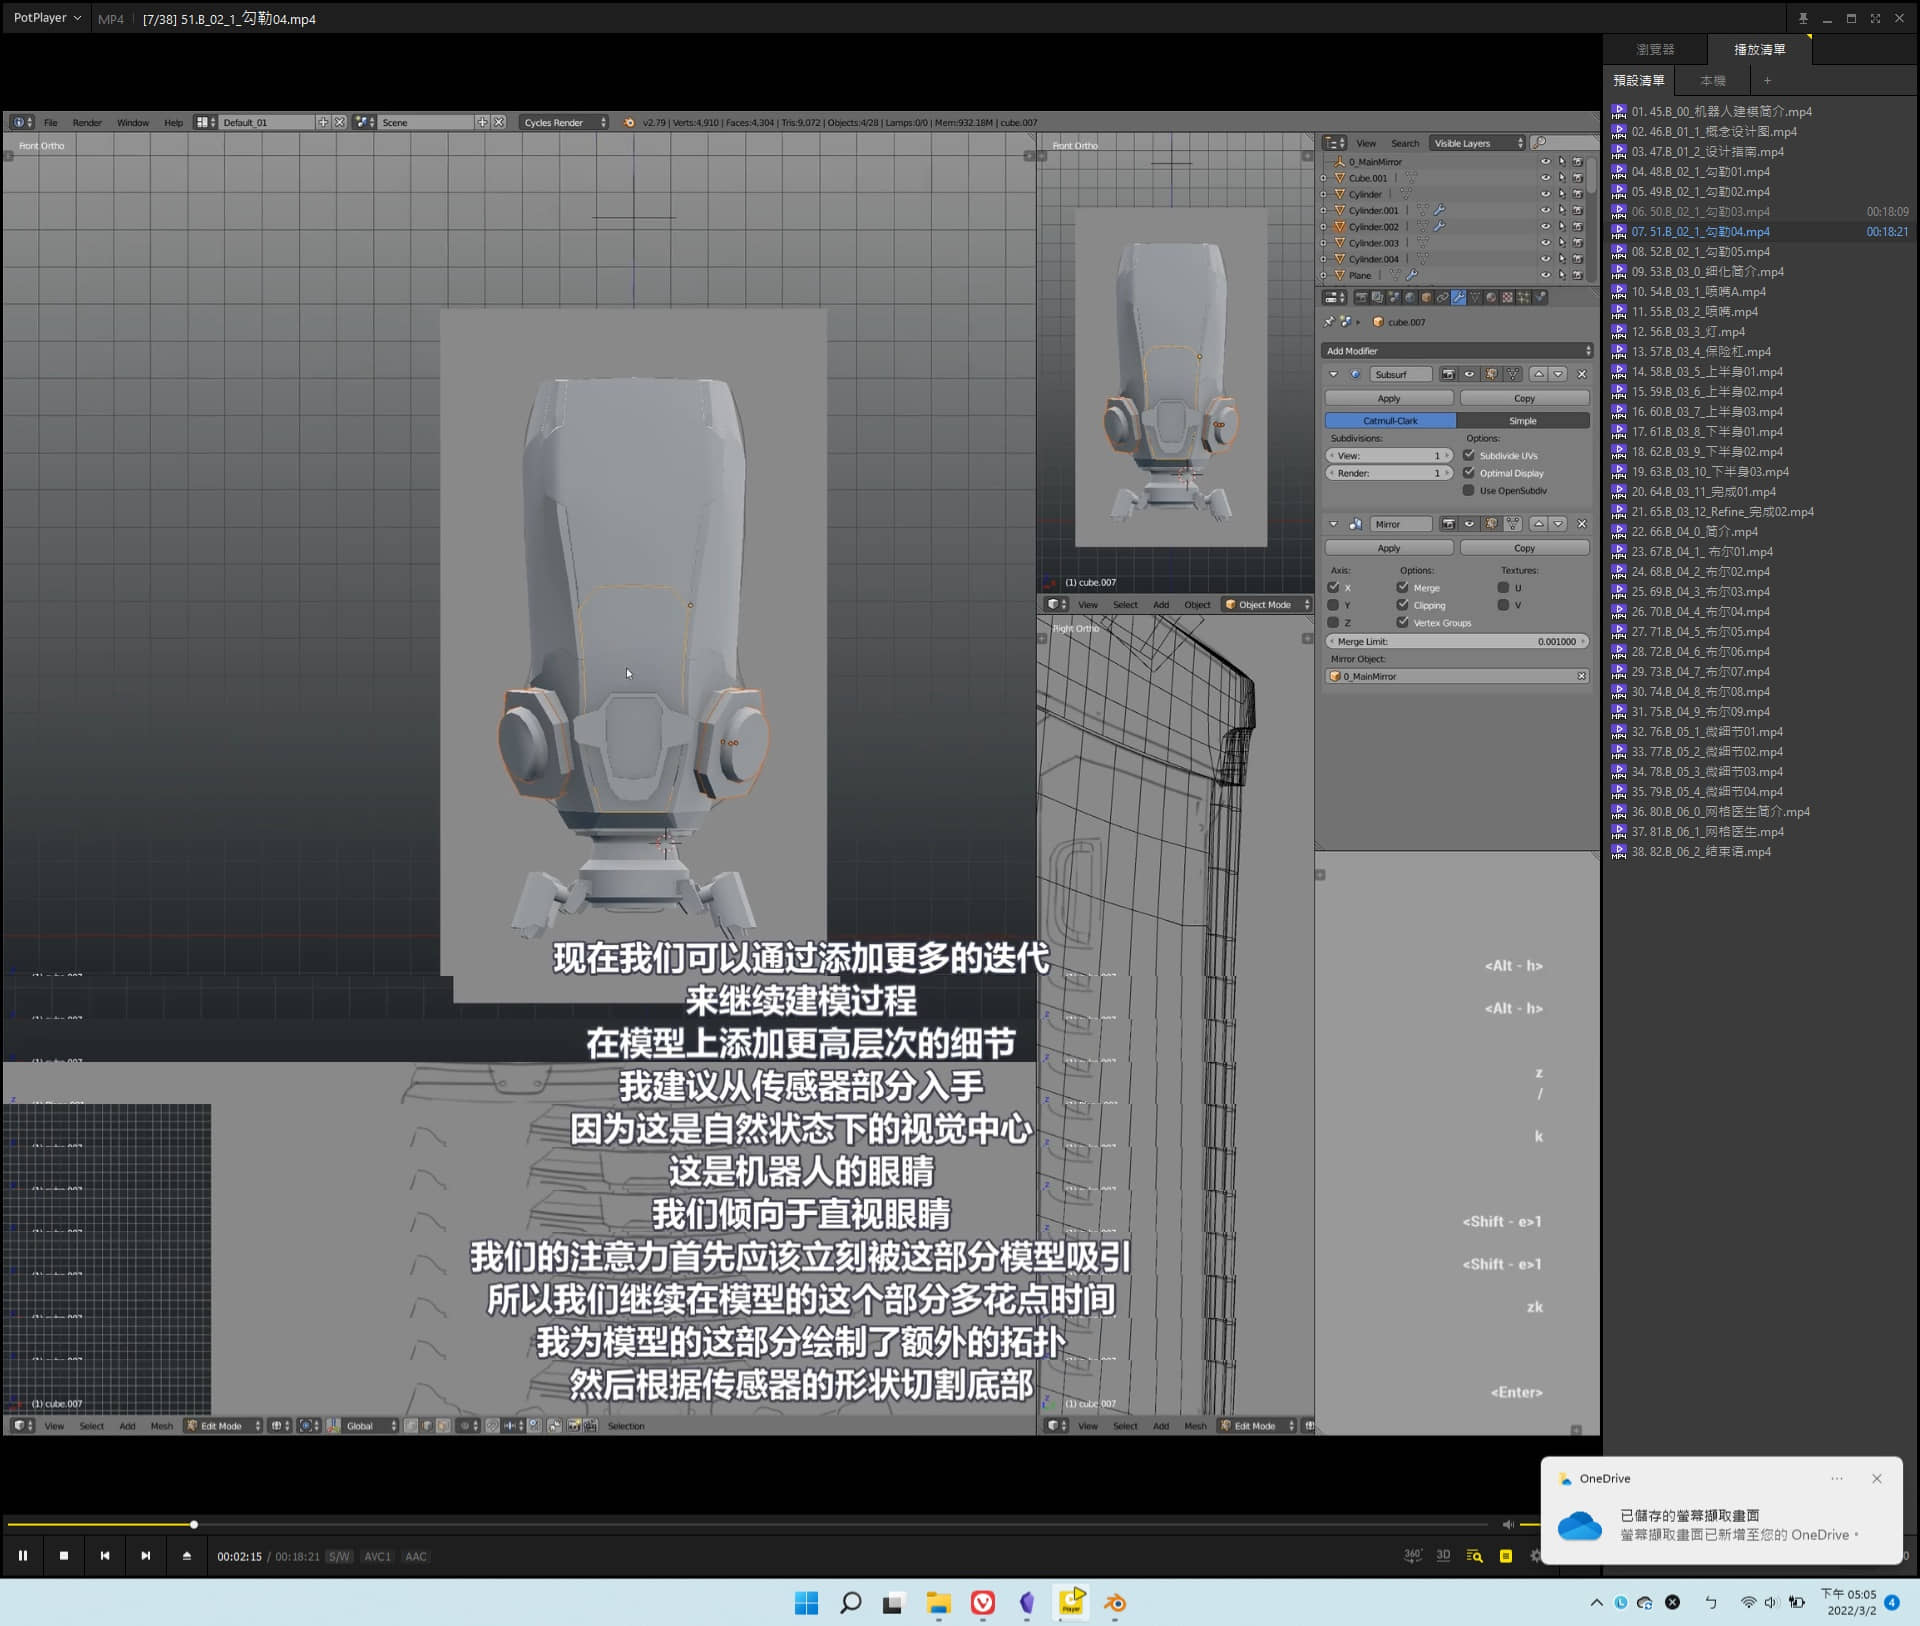 PotPlayer MP4 [7/38] 51.B_02_1_勾勒04.mp4
瀏覽器 播放清單
預設清單 本機 +
File Render Window Help Default_01 Scene Cycles Render v2.79 | Verts:4,910 | Faces:4,304 | Tris:9,072 | Objects:4/28 | Lamps:0/0 | Mem:932.18M | cube.007
Front Ortho
Front Ortho
View Search Visible Layers
0_MainMirror
Cube.001
Cylinder
Cylinder.001
Cylinder.002
Cylinder.003
Cylinder.004
Plane
cube.007
Add Modifier
Subsurf
Apply Copy
Catmull-Clark Simple
Subdivisions: Options:
View: 1 Subdivide UVs
Render: 1 Optimal Display
Use OpenSubdiv
Mirror
Apply Copy
Axis: Options: Textures:
X Merge U
Y Clipping V
Z Vertex Groups
Merge Limit: 0.001000
Mirror Object:
0_MainMirror
(1) cube.007
View Select Add Object Object Mode
Right Ortho
01. 45.B_00_机器人建模简介.mp4
02. 46.B_01_1_概念设计图.mp4
03. 47.B_01_2_设计指南.mp4
04. 48.B_02_1_勾勒01.mp4
05. 49.B_02_1_勾勒02.mp4
06. 50.B_02_1_勾勒03.mp4 00:18:09
07. 51.B_02_1_勾勒04.mp4 00:18:21
08. 52.B_02_1_勾勒05.mp4
09. 53.B_03_0_细化简介.mp4
10. 54.B_03_1_喷嘴A.mp4
11. 55.B_03_2_喷嘴.mp4
12. 56.B_03_3_灯.mp4
13. 57.B_03_4_保险杠.mp4
14. 58.B_03_5_上半身01.mp4
15. 59.B_03_6_上半身02.mp4
16. 60.B_03_7_上半身03.mp4
17. 61.B_03_8_下半身01.mp4
18. 62.B_03_9_下半身02.mp4
19. 63.B_03_10_下半身03.mp4
20. 64.B_03_11_完成01.mp4
21. 65.B_03_12_Refine_完成02.mp4
22. 66.B_04_0_简介.mp4
23. 67.B_04_1_ 布尔01.mp4
24. 68.B_04_2_布尔02.mp4
25. 69.B_04_3_布尔03.mp4
26. 70.B_04_4_布尔04.mp4
27. 71.B_04_5_布尔05.mp4
28. 72.B_04_6_布尔06.mp4
29. 73.B_04_7_布尔07.mp4
30. 74.B_04_8_布尔08.mp4
31. 75.B_04_9_布尔09.mp4
32. 76.B_05_1_微细节01.mp4
33. 77.B_05_2_微细节02.mp4
34. 78.B_05_3_微细节03.mp4
35. 79.B_05_4_微细节04.mp4
36. 80.B_06_0_网格医生简介.mp4
37. 81.B_06_1_网格医生.mp4
38. 82.B_06_2_结束语.mp4
现在我们可以通过添加更多的迭代
来继续建模过程
在模型上添加更高层次的细节
我建议从传感器部分入手
因为这是自然状态下的视觉中心
这是机器人的眼睛
我们倾向于直视眼睛
我们的注意力首先应该立刻被这部分模型吸引
所以我们继续在模型的这个部分多花点时间
我为模型的这部分绘制了额外的拓扑
然后根据传感器的形状切割底部
<Alt - h>
<Alt - h>
z
/
k
<Shift - e>1
<Shift - e>1
zk
<Enter>
(1) cube.007
(1) cube.007
View Select Add Mesh Edit Mode Global Selection
View Select Add Mesh Edit Mode
OneDrive
已儲存的螢幕擷取畫面
螢幕擷取畫面已新增至您的 OneDrive。
00:02:15 / 00:18:21 S/W AVC1 AAC
360° 3D
下午 05:05
2022/3/2
4